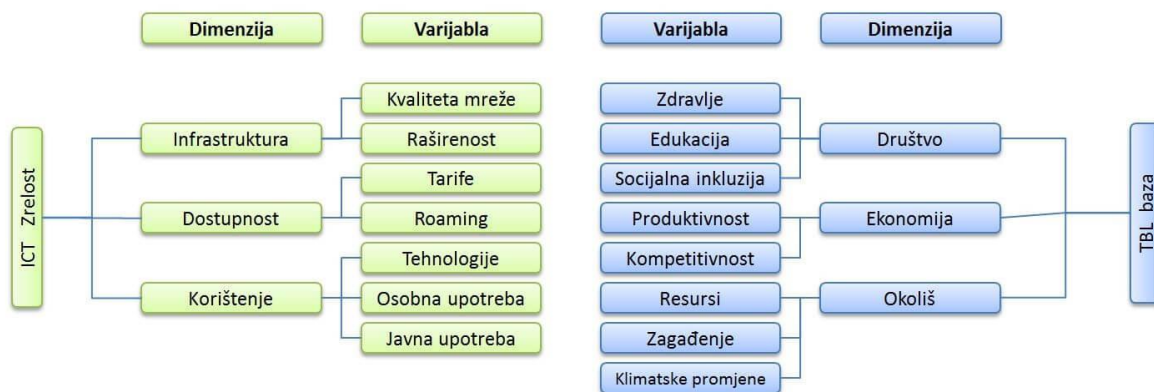 Dimenzija
Varijabla
Varijabla
Dimenzija
ICT Zrelost
Infrastruktura
Kvaliteta mreže
Raširenost
Dostupnost
Tarife
Roaming
Korištenje
Tehnologije
Osobna upotreba
Javna upotreba
Zdravlje
Edukacija
Socijalna inkluzija
Društvo
Produktivnost
Kompetitivnost
Ekonomija
Resursi
Zagađenje
Klimatske promjene
Okoliš
TBL baza